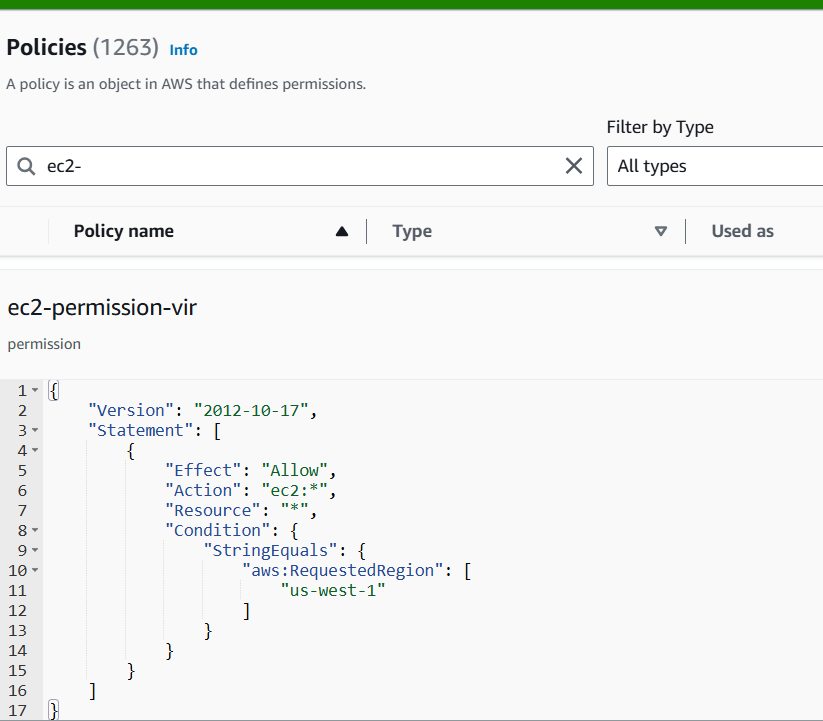 Policies (1263) Info
A policy is an object in AWS that defines permissions.
Filter by Type
ec2-
All types
Policy name Type Used as
ec2-permission-vir
permission
1 {
2     "Version": "2012-10-17",
3     "Statement": [
4         {
5             "Effect": "Allow",
6             "Action": "ec2:*",
7             "Resource": "*",
8             "Condition": {
9                 "StringEquals": {
10                     "aws:RequestedRegion": [
11                         "us-west-1"
12                     ]
13                 }
14             }
15         }
16     ]
17 }